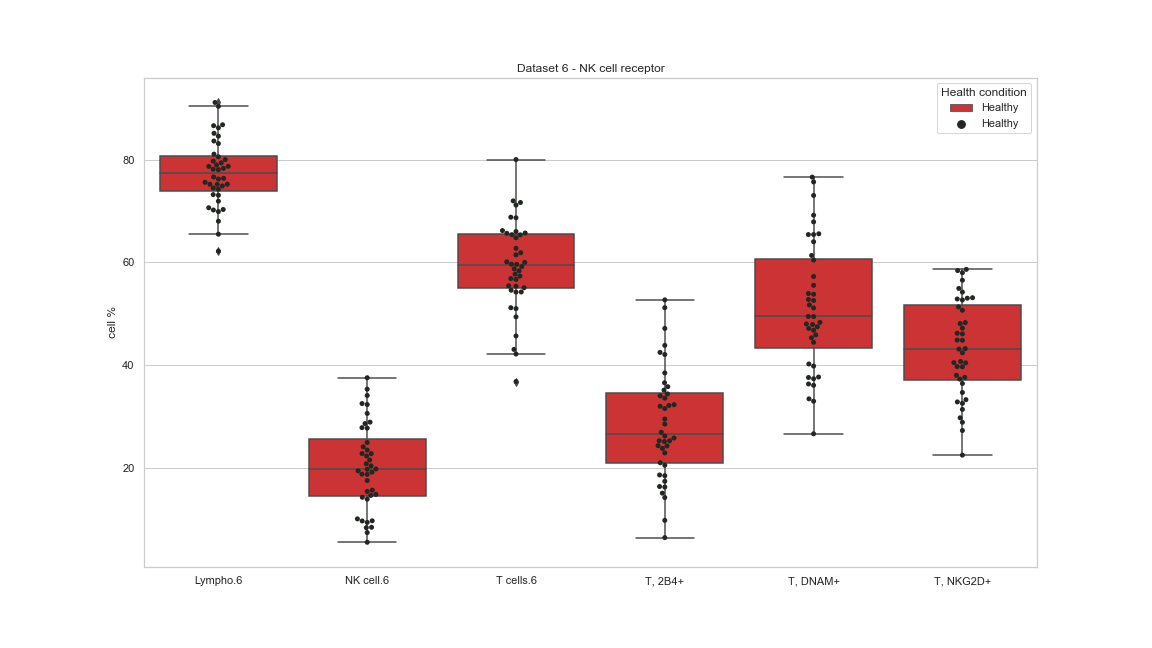 Dataset 6 - NK cell receptor
Health condition
Healthy
Healthy
cell %
80
60
40
20
Lympho.6 NK cell.6 T cells.6 T, 2B4+ T, DNAM+ T, NKG2D+